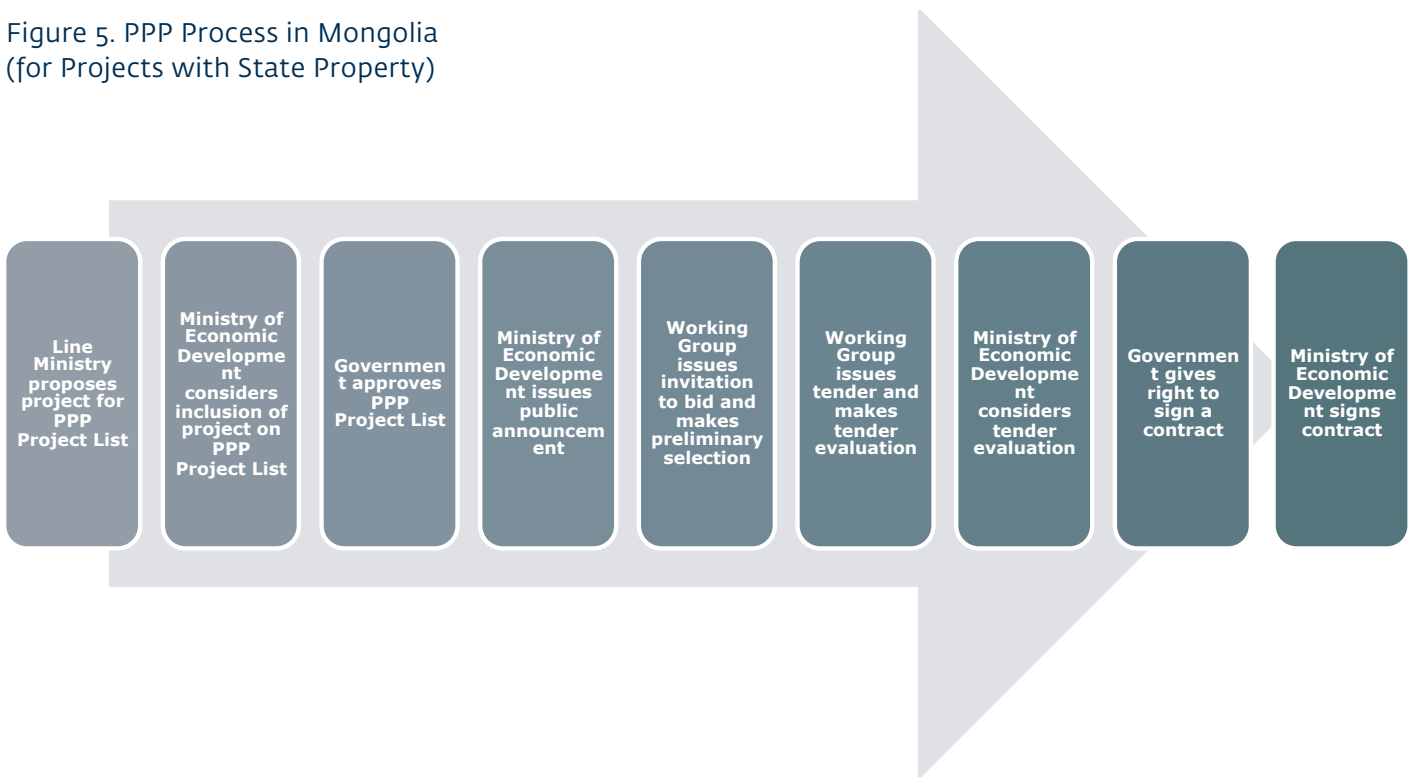 Figure 5. PPP Process in Mongolia
(for Projects with State Property)
Line
Ministry
proposes
project for
PPP
Project List
Ministry of
Economic
Developme
nt
considers
inclusion of
project on
PPP
Project List
Governmen
t approves
PPP
Project List
Ministry of
Economic
Developme
nt issues
public
announcem
ent
Working
Group
issues
invitation
to bid and
makes
preliminary
selection
Working
Group
issues
tender and
makes
tender
evaluation
Ministry of
Economic
Developme
nt
considers
tender
evaluation
Governmen
t gives
right to
sign a
contract
Ministry of
Economic
Developme
nt signs
contract